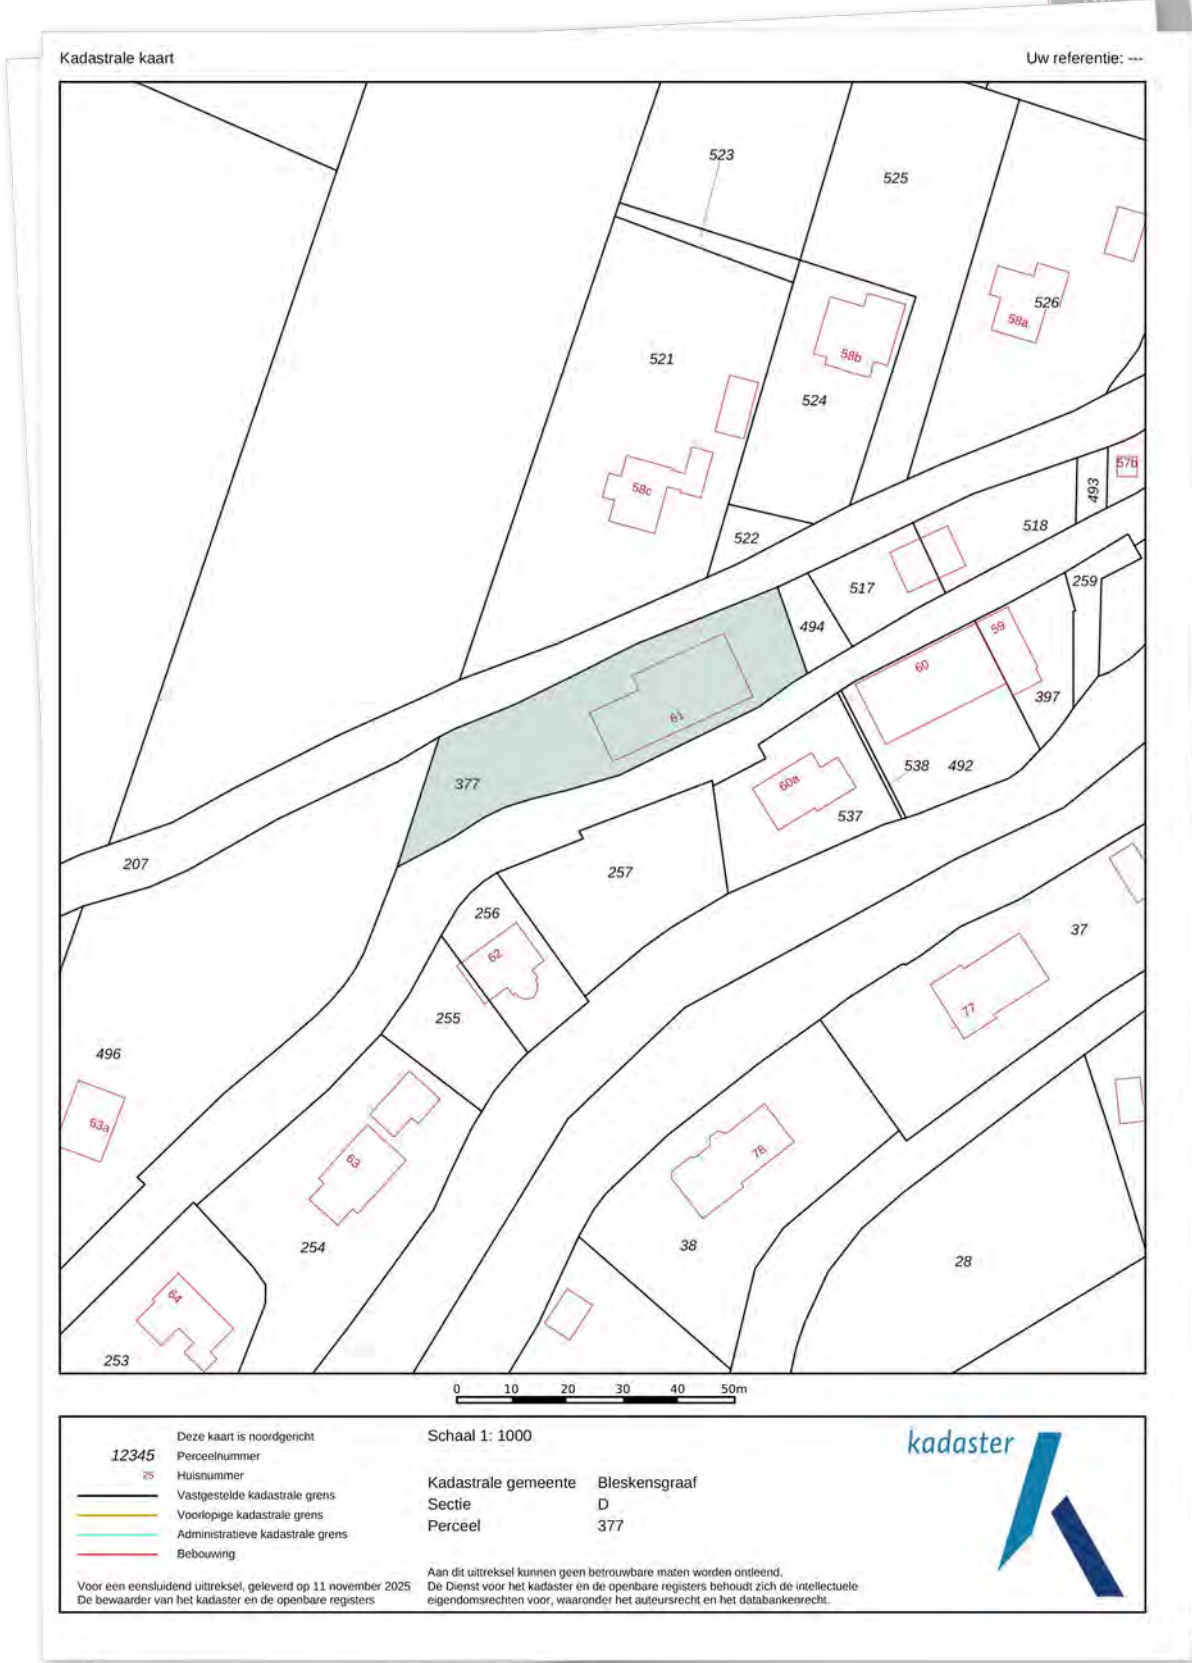 Kadastrale kaart
Uw referentie: ---
523
525
526
58a
58b
521
524
58c
57b
493
522
518
517
259
494
59
60
397
61
377
538 492
60a
537
207
257
256
37
62
77
255
496
63a
78
63
254
38
28
64
253
0 10 20 30 40 50m
Deze kaart is noordgericht
12345 Perceelnummer
25 Huisnummer
Vastgestelde kadastrale grens
Voorlopige kadastrale grens
Administratieve kadastrale grens
Bebouwing
Voor een eensluidend uittreksel, geleverd op 11 november 2025
De bewaarder van het kadaster en de openbare registers
Schaal 1: 1000
Kadastrale gemeente Bleskensgraaf
Sectie D
Perceel 377
Aan dit uittreksel kunnen geen betrouwbare maten worden ontleend.
De Dienst voor het kadaster en de openbare registers behoudt zich de intellectuele
eigendomsrechten voor, waaronder het auteursrecht en het databankenrecht.
kadaster